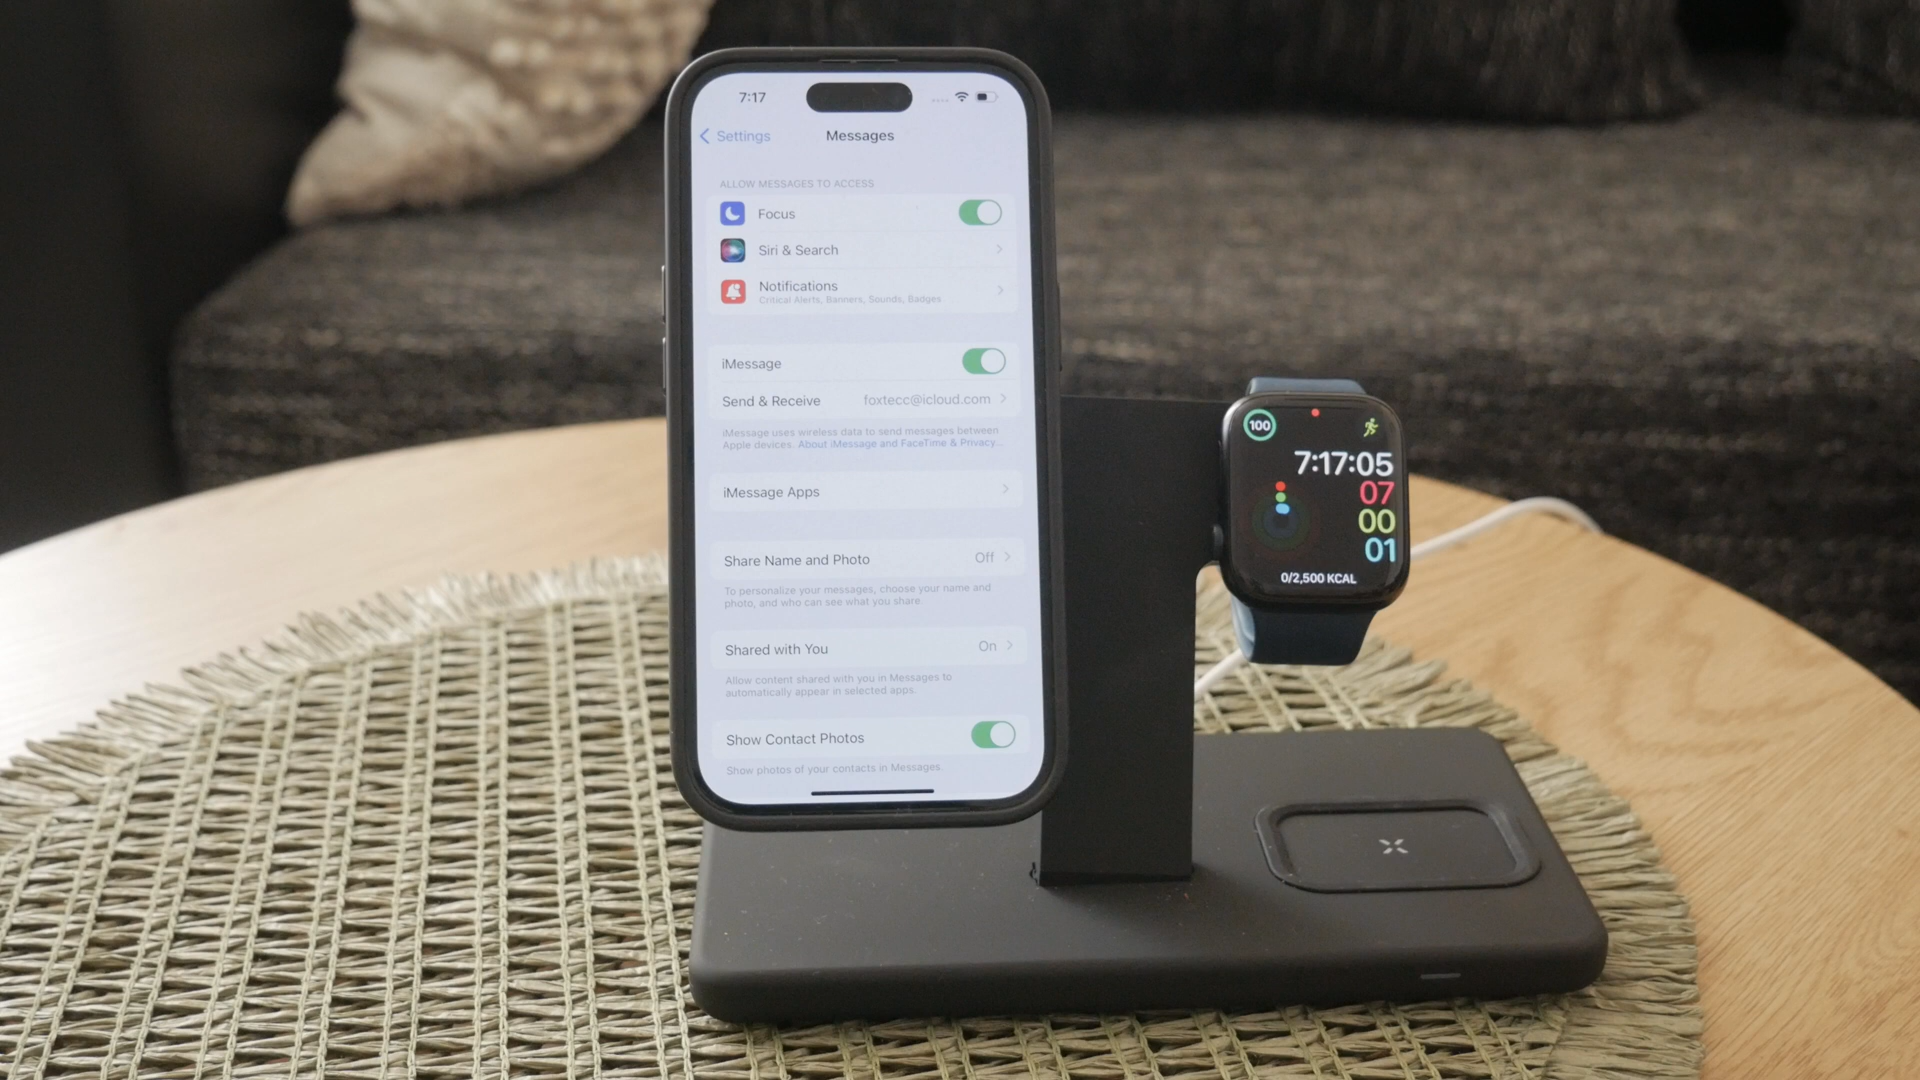 7:17
Settings
Messages
ALLOW MESSAGES TO ACCESS
Focus
Siri & Search
Notifications
Critical Alerts, Banners, Sounds, Badges
iMessage
Send & Receive foxtecc@icloud.com
iMessage uses wireless data to send messages between
Apple devices. About iMessage and FaceTime & Privacy...
iMessage Apps
Share Name and Photo Off
To personalize your messages, choose your name and
photo, and who can see what you share.
Shared with You On
Allow content shared with you in Messages to
automatically appear in selected apps.
Show Contact Photos
Show photos of your contacts in Messages.
100
7:17:05
07
00
01
0/2,500 KCAL